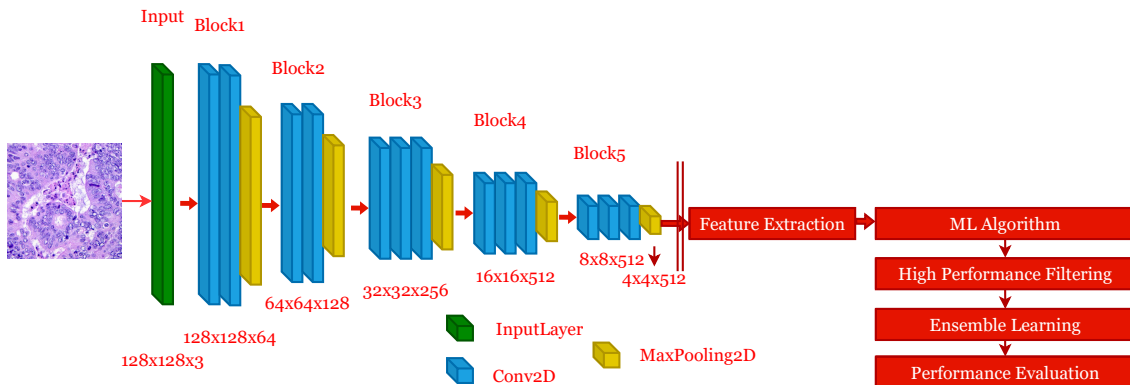 Input
Block1
Block2
Block3
Block4
Block5
Feature Extraction
ML Algorithm
High Performance Filtering
Ensemble Learning
Performance Evaluation
128x128x3
128x128x64
64x64x128
32x32x256
16x16x512
8x8x512
4x4x512
InputLayer
Conv2D
MaxPooling2D